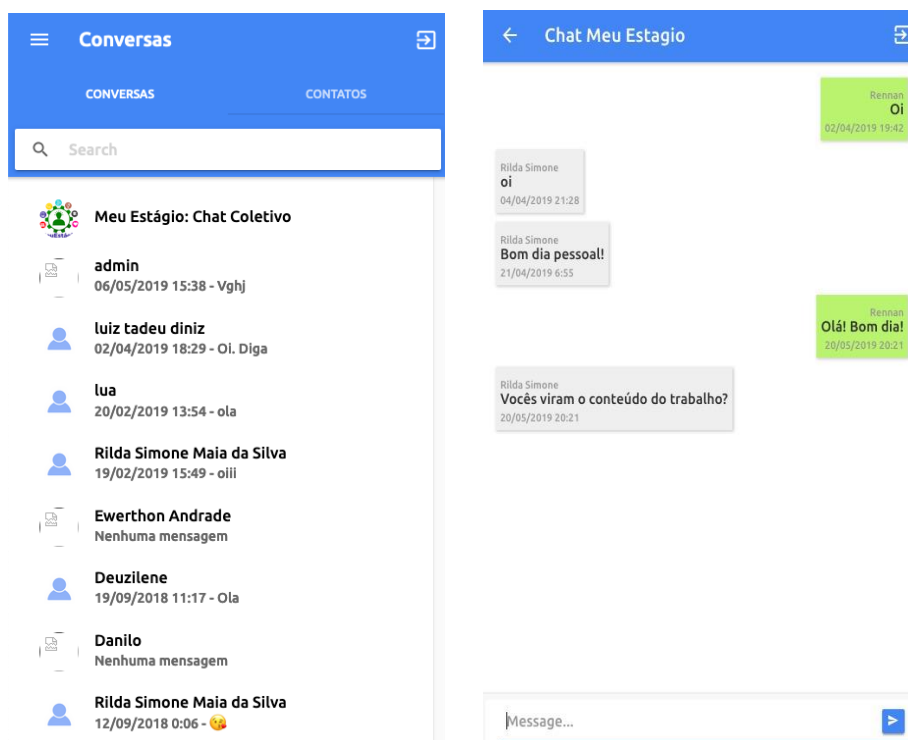 Conversas
CONVERSAS
CONTATOS
Search
Meu Estágio: Chat Coletivo
admin
06/05/2019 15:38 - Vghj
luiz tadeu diniz
02/04/2019 18:29 - Oi. Diga
lua
20/02/2019 13:54 - ola
Rilda Simone Maia da Silva
19/02/2019 15:49 - oiii
Ewerthon Andrade
Nenhuma mensagem
Deuzilene
19/09/2018 11:17 - Ola
Danilo
Nenhuma mensagem
Rilda Simone Maia da Silva
12/09/2018 0:06 - 😘
Chat Meu Estagio
Rennan
Oi
02/04/2019 19:42
Rilda Simone
oi
04/04/2019 21:28
Rilda Simone
Bom dia pessoal!
21/04/2019 6:55
Rennan
Olá! Bom dia!
20/05/2019 20:21
Rilda Simone
Vocês viram o conteúdo do trabalho?
20/05/2019 20:21
Message...